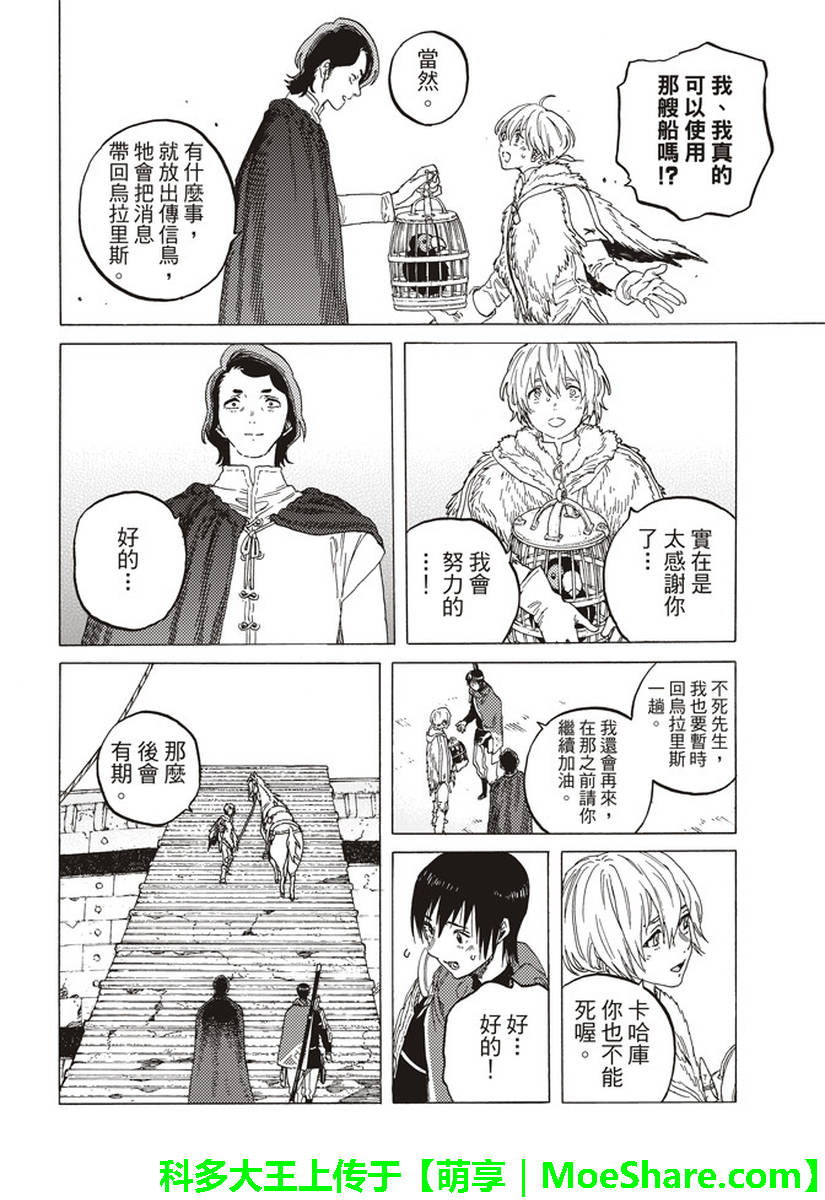 我、我真的
可以使用
那艘船嗎!?
當然。
有什麼事，
就放出傳信鳥，
牠會把消息
帶回烏拉里斯。
實在是
太感謝你
了…
我會
努力的
…！
好的…
不死先生，
我也要暫時
回烏拉里斯
一趟。
我還會再來，
在那之前請你
繼續加油。
卡哈庫
你也不能
死喔。
好…
好的！
那麼
後會
有期。
科多大王上传于【萌享| MoeShare.com】